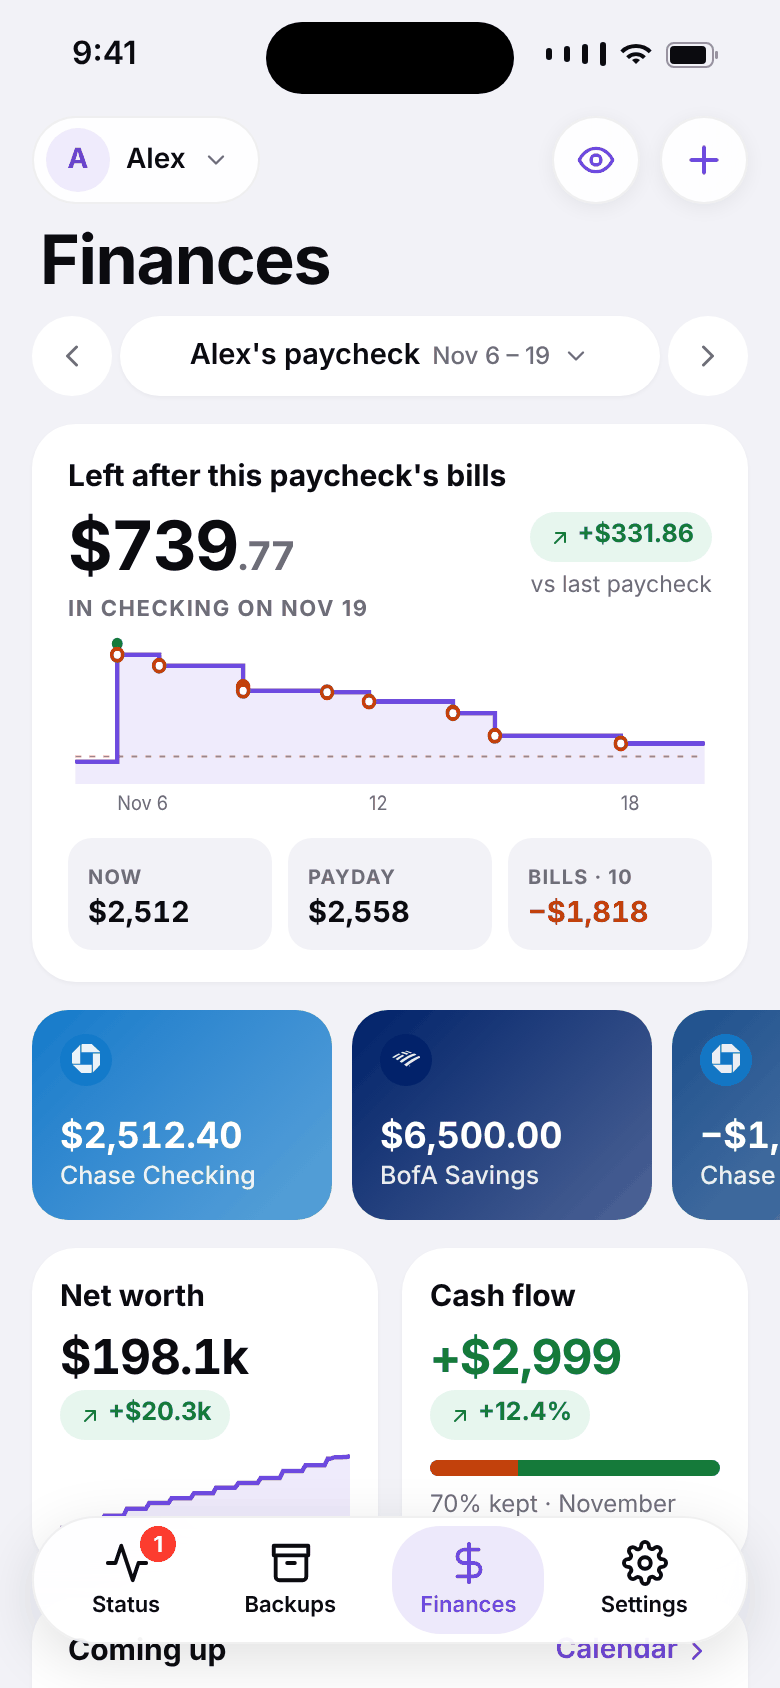 9:41
A Alex
Finances
Alex's paycheck Nov 6 – 19
Left after this paycheck's bills
$739.77
+$331.86
vs last paycheck
IN CHECKING ON NOV 19
Nov 6 12 18
NOW
$2,512
PAYDAY
$2,558
BILLS · 10
−$1,818
$2,512.40
Chase Checking
$6,500.00
BofA Savings
−$1,
Chase
Net worth
$198.1k
+$20.3k
Cash flow
+$2,999
+12.4%
70% kept · November
1
Status
Backups
Finances
Settings
Coming up
Calendar